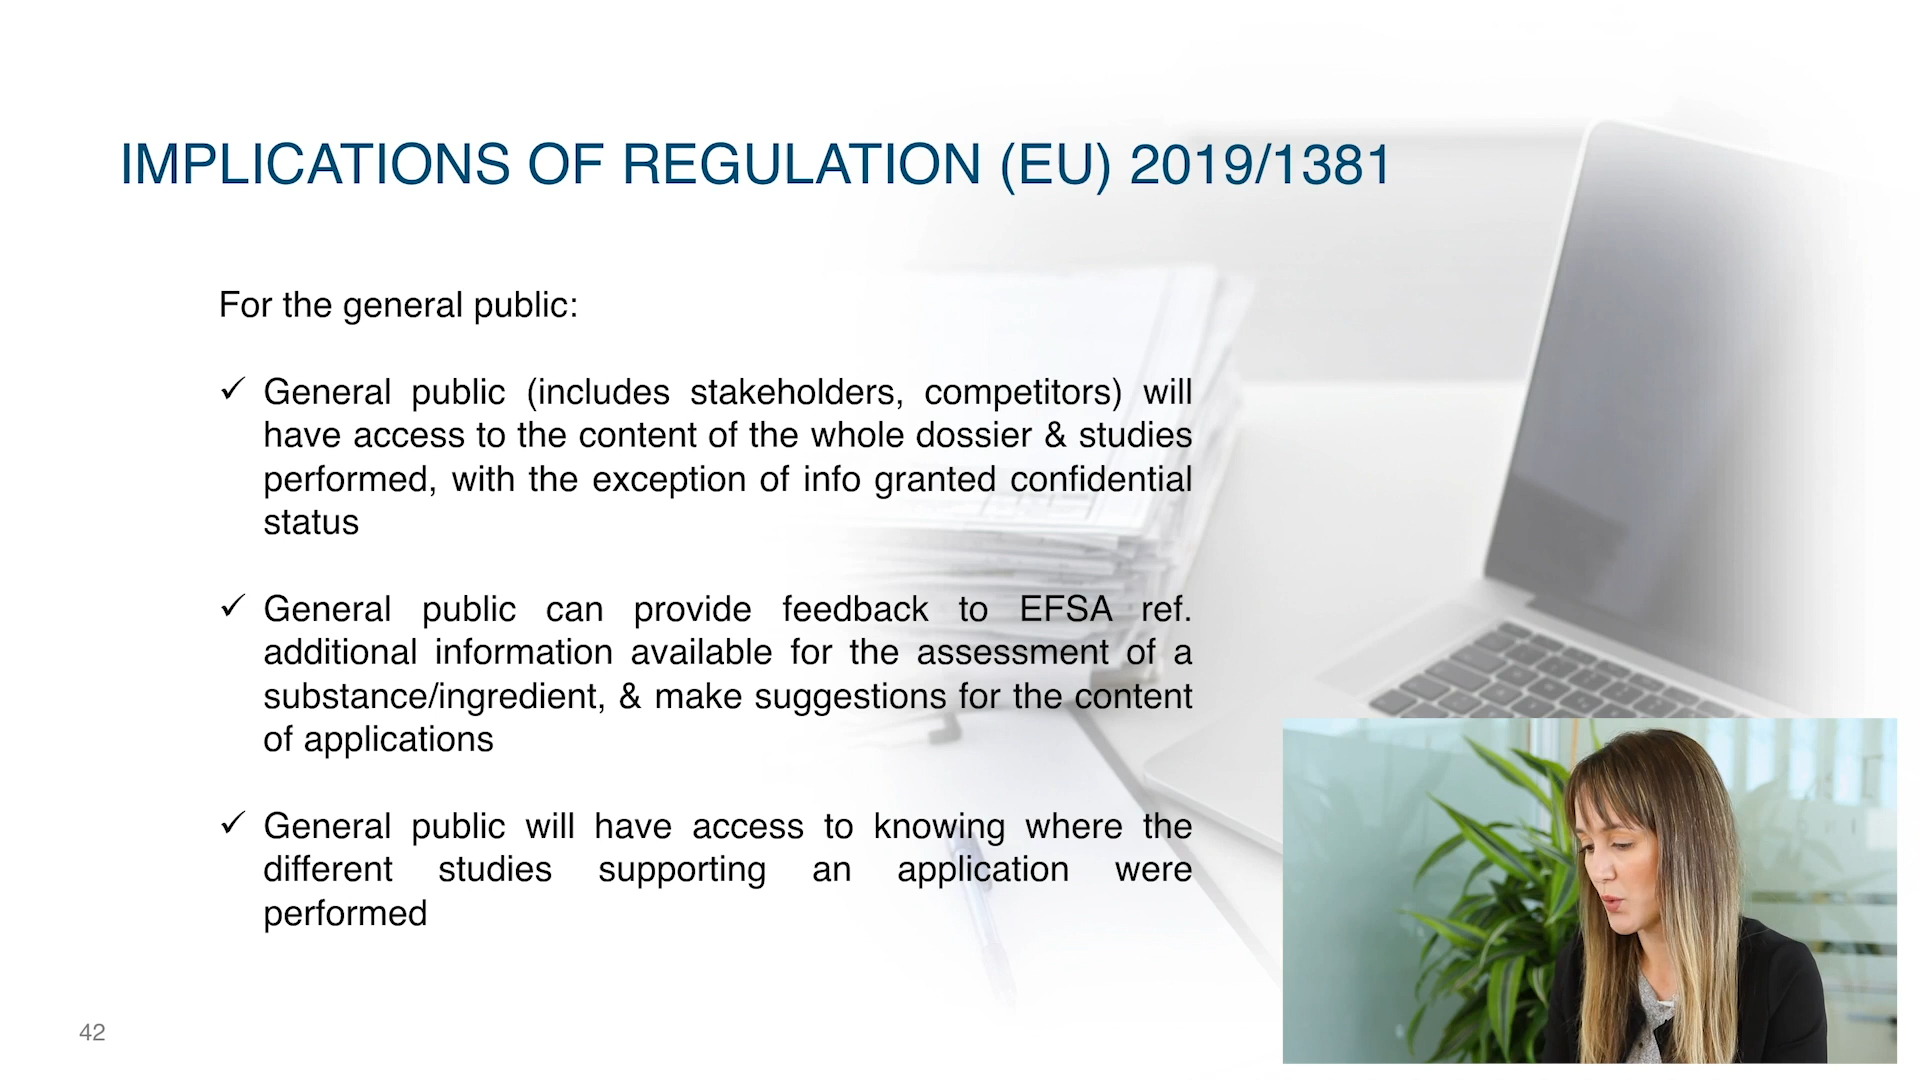 IMPLICATIONS OF REGULATION (EU) 2019/1381
For the general public:
✓ General public (includes stakeholders, competitors) will
have access to the content of the whole dossier & studies
performed, with the exception of info granted confidential
status
✓ General public can provide feedback to EFSA ref.
additional information available for the assessment of a
substance/ingredient, & make suggestions for the content
of applications
✓ General public will have access to knowing where the
different studies supporting an application were
performed
42